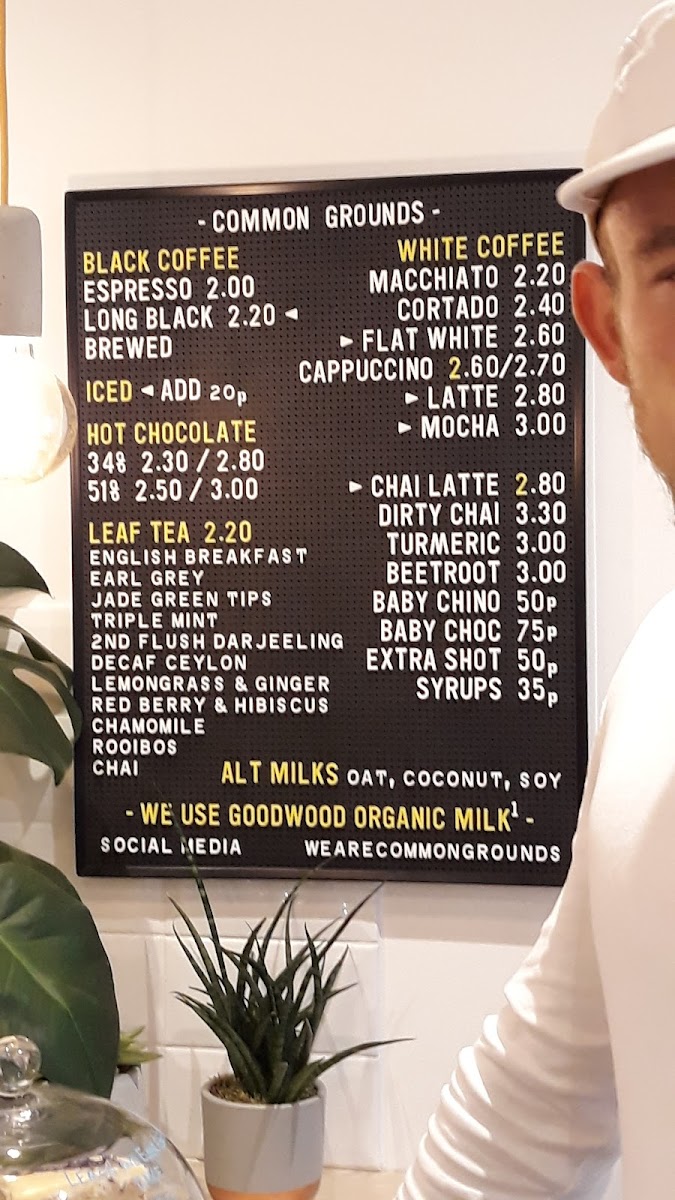 - COMMON GROUNDS -
BLACK COFFEE
ESPRESSO 2.00
LONG BLACK 2.20 ◄
BREWED
ICED ◄ ADD 20p
HOT CHOCOLATE
34% 2.30 / 2.80
51% 2.50 / 3.00
LEAF TEA 2.20
ENGLISH BREAKFAST
EARL GREY
JADE GREEN TIPS
TRIPLE MINT
2ND FLUSH DARJEELING
DECAF CEYLON
LEMONGRASS & GINGER
RED BERRY & HIBISCUS
CHAMOMILE
ROOIBOS
CHAI
WHITE COFFEE
MACCHIATO 2.20
CORTADO 2.40
► FLAT WHITE 2.60
CAPPUCCINO 2.60/2.70
► LATTE 2.80
► MOCHA 3.00
► CHAI LATTE 2.80
DIRTY CHAI 3.30
TURMERIC 3.00
BEETROOT 3.00
BABY CHINO 50p
BABY CHOC 75p
EXTRA SHOT 50p
SYRUPS 35p
ALT MILKS OAT, COCONUT, SOY
- WE USE GOODWOOD ORGANIC MILK¹ -
SOCIAL MEDIA WEARECOMMONGROUNDS